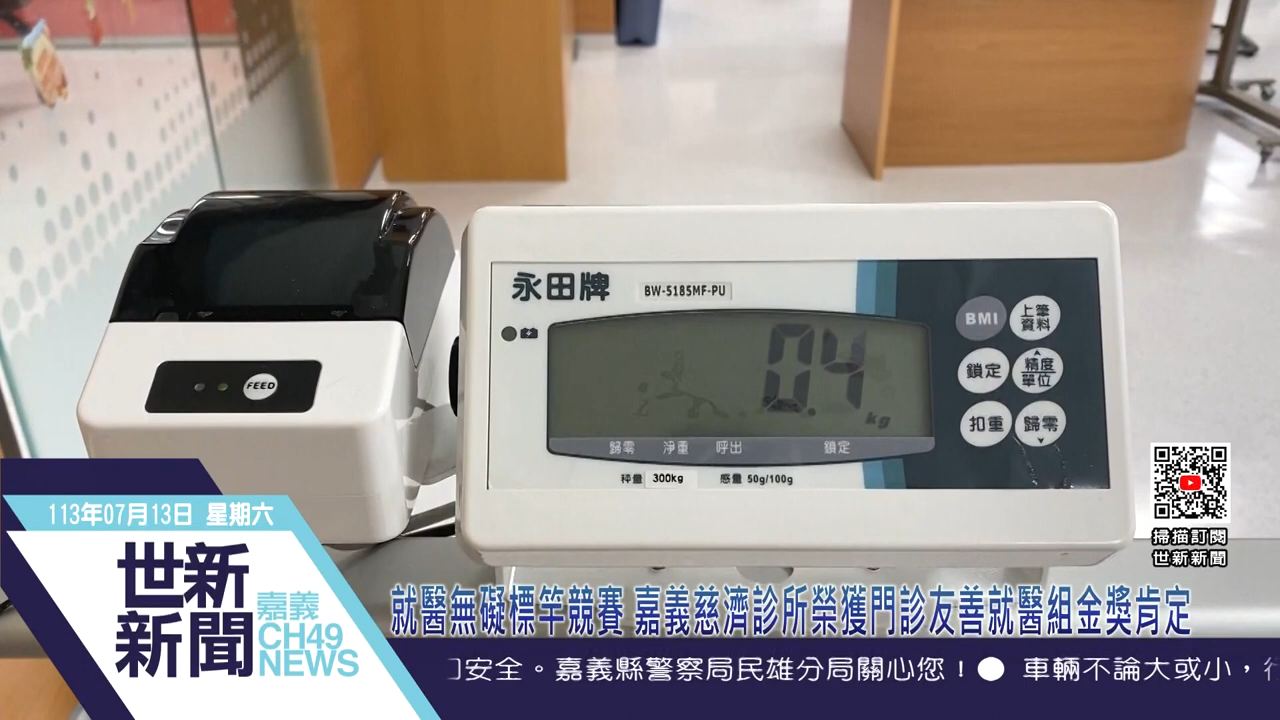 永田牌
BW-5185MF-PU
BMI
上筆
資料
鎖定
精度
單位
扣重
歸零
0.4
kg
歸零 淨重 呼出 鎖定
秤量 300kg 感量 50g/100g
FEED
掃描訂閱
世新新聞
113年07月13日 星期六
世新
新聞
嘉義
CH49
NEWS
就醫無礙標竿競賽 嘉義慈濟診所榮獲門診友善就醫組金獎肯定
安全。嘉義縣警察局民雄分局關心您！● 車輛不論大或小，